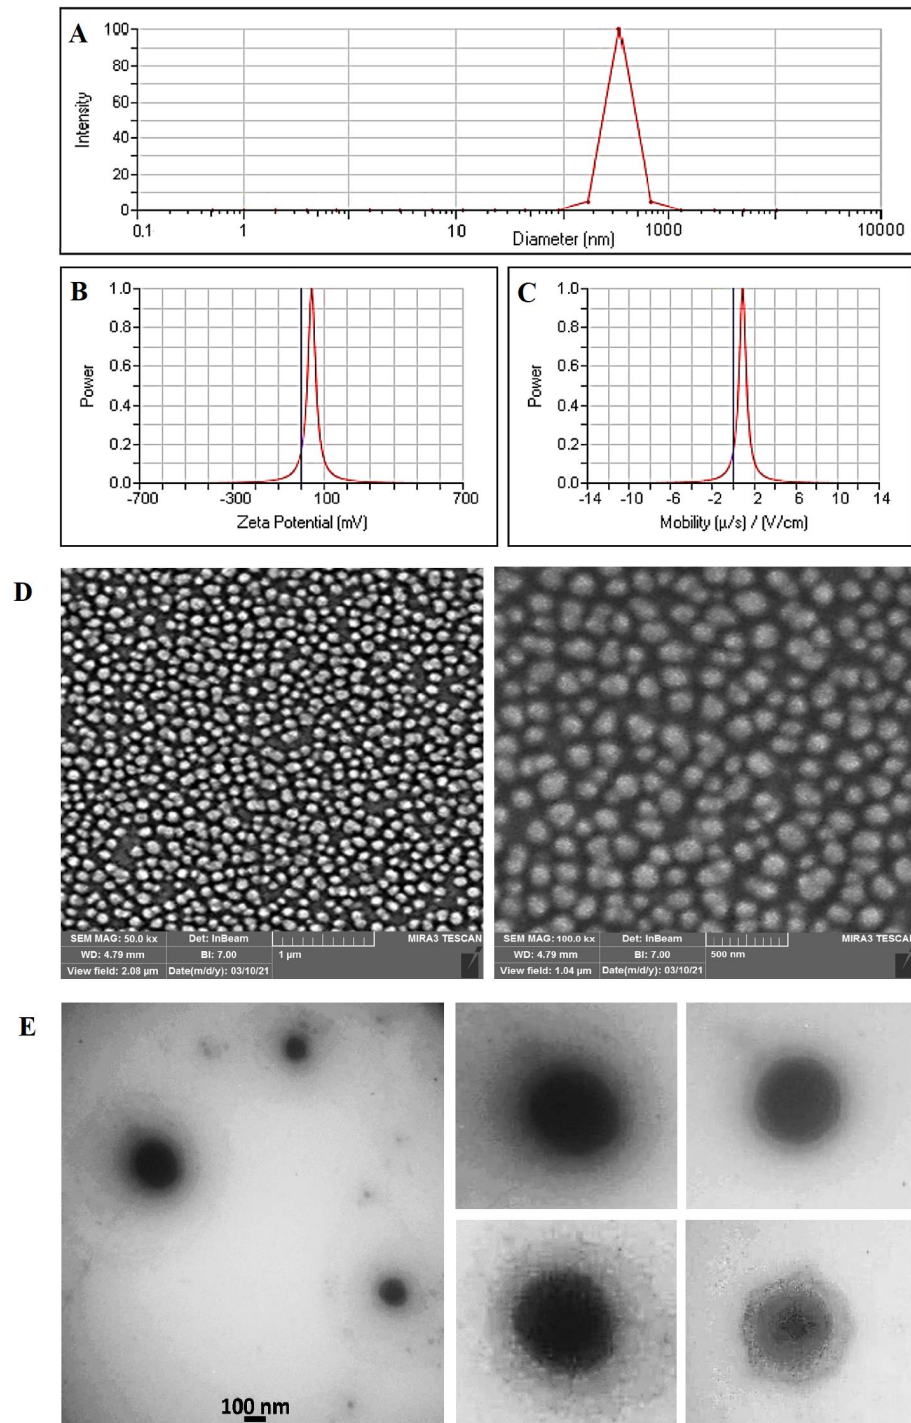 A
Intensity
100
80
60
40
20
0
0.1 1 10 1000 10000
Diameter (nm)
B
Power
1.0
0.8
0.6
0.4
0.2
0.0
-700 -300 100 700
Zeta Potential (mV)
C
Power
1.0
0.8
0.6
0.4
0.2
0.0
-14 -10 -6 -2 2 6 10 14
Mobility (µ/s) / (V/cm)
D
SEM MAG: 50.0 kx Det: InBeam MIRA3 TESCAN
WD: 4.79 mm BI: 7.00 1 µm
View field: 2.08 µm Date(m/d/y): 03/10/21
SEM MAG: 100.0 kx Det: InBeam MIRA3 TESCAN
WD: 4.79 mm BI: 7.00 500 nm
View field: 1.04 µm Date(m/d/y): 03/10/21
E
100 nm